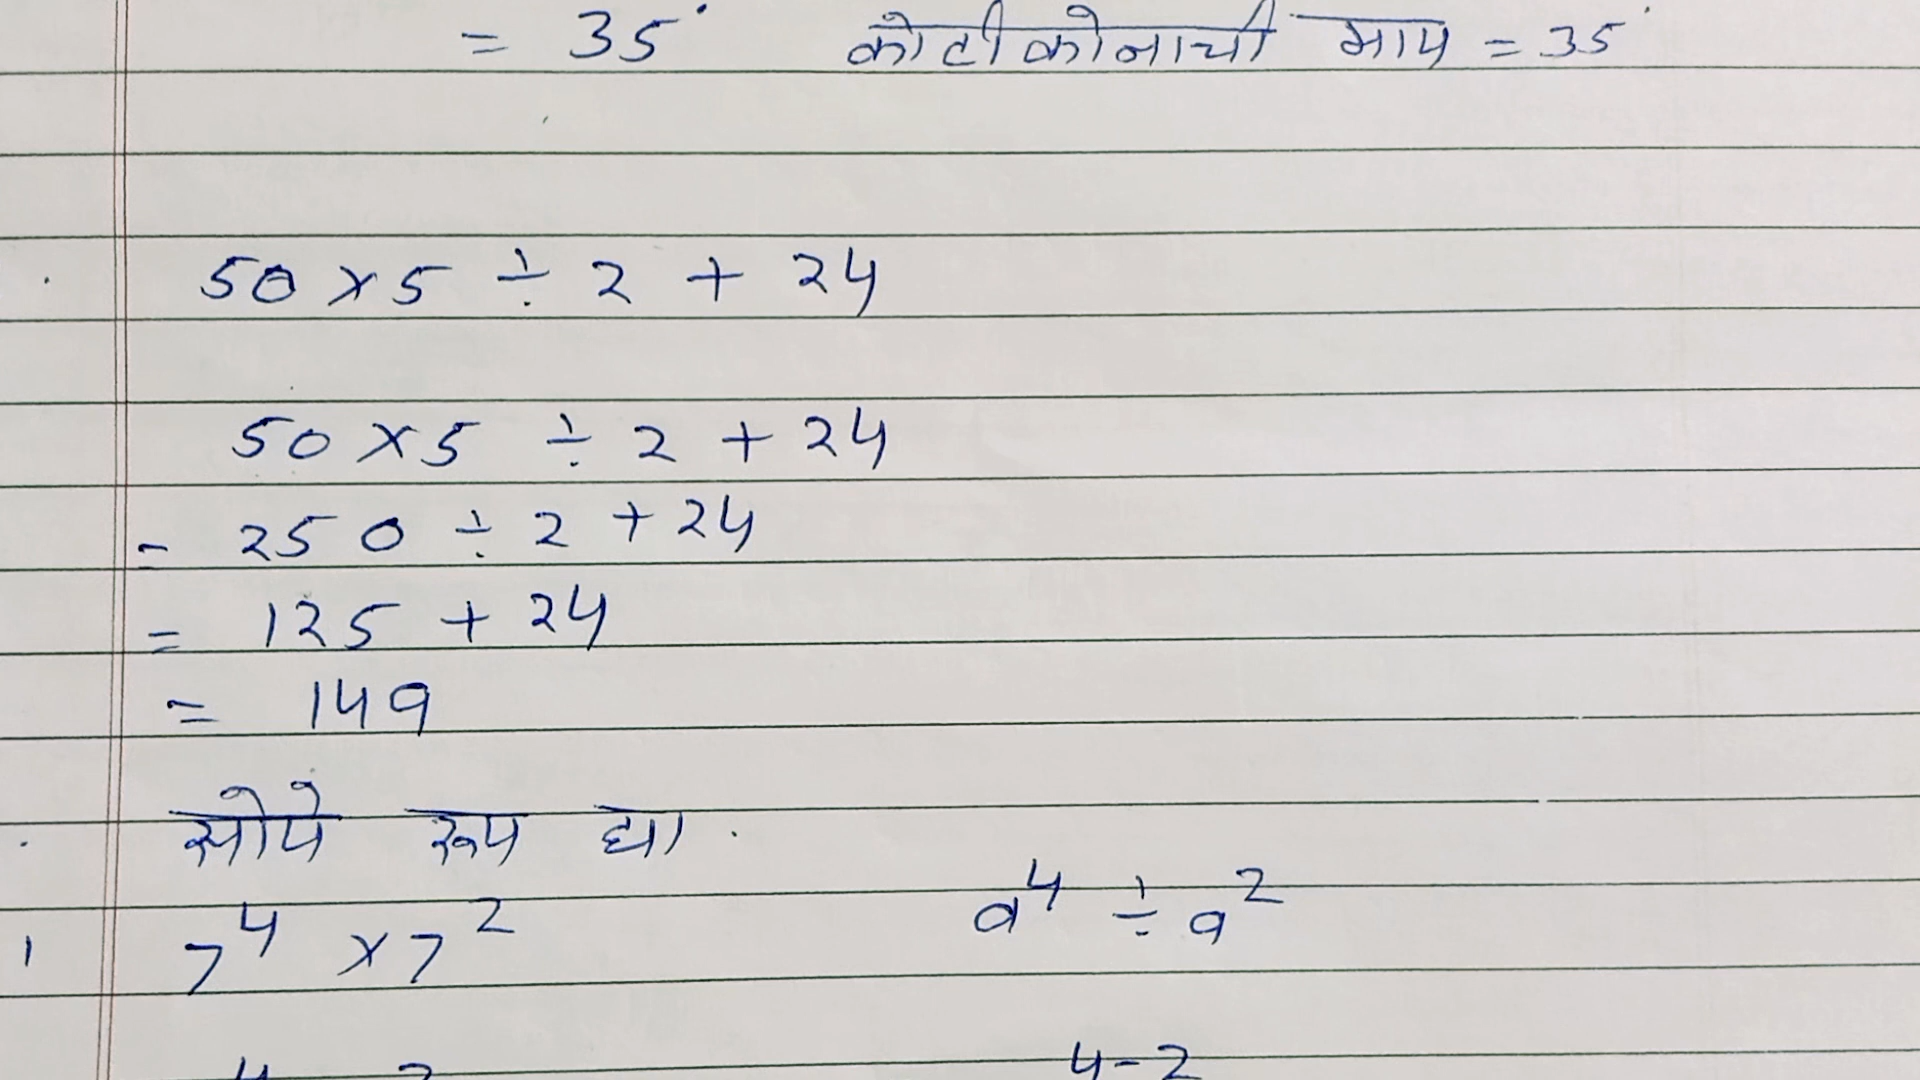 = 35° कोटीकोनाची माप = 35°
50 × 5 ÷ 2 + 24
50 × 5 ÷ 2 + 24
= 250 ÷ 2 + 24
= 125 + 24
= 149
सोपे रूप द्या.
1 7⁴ × 7² a⁴ ÷ a²
4-2